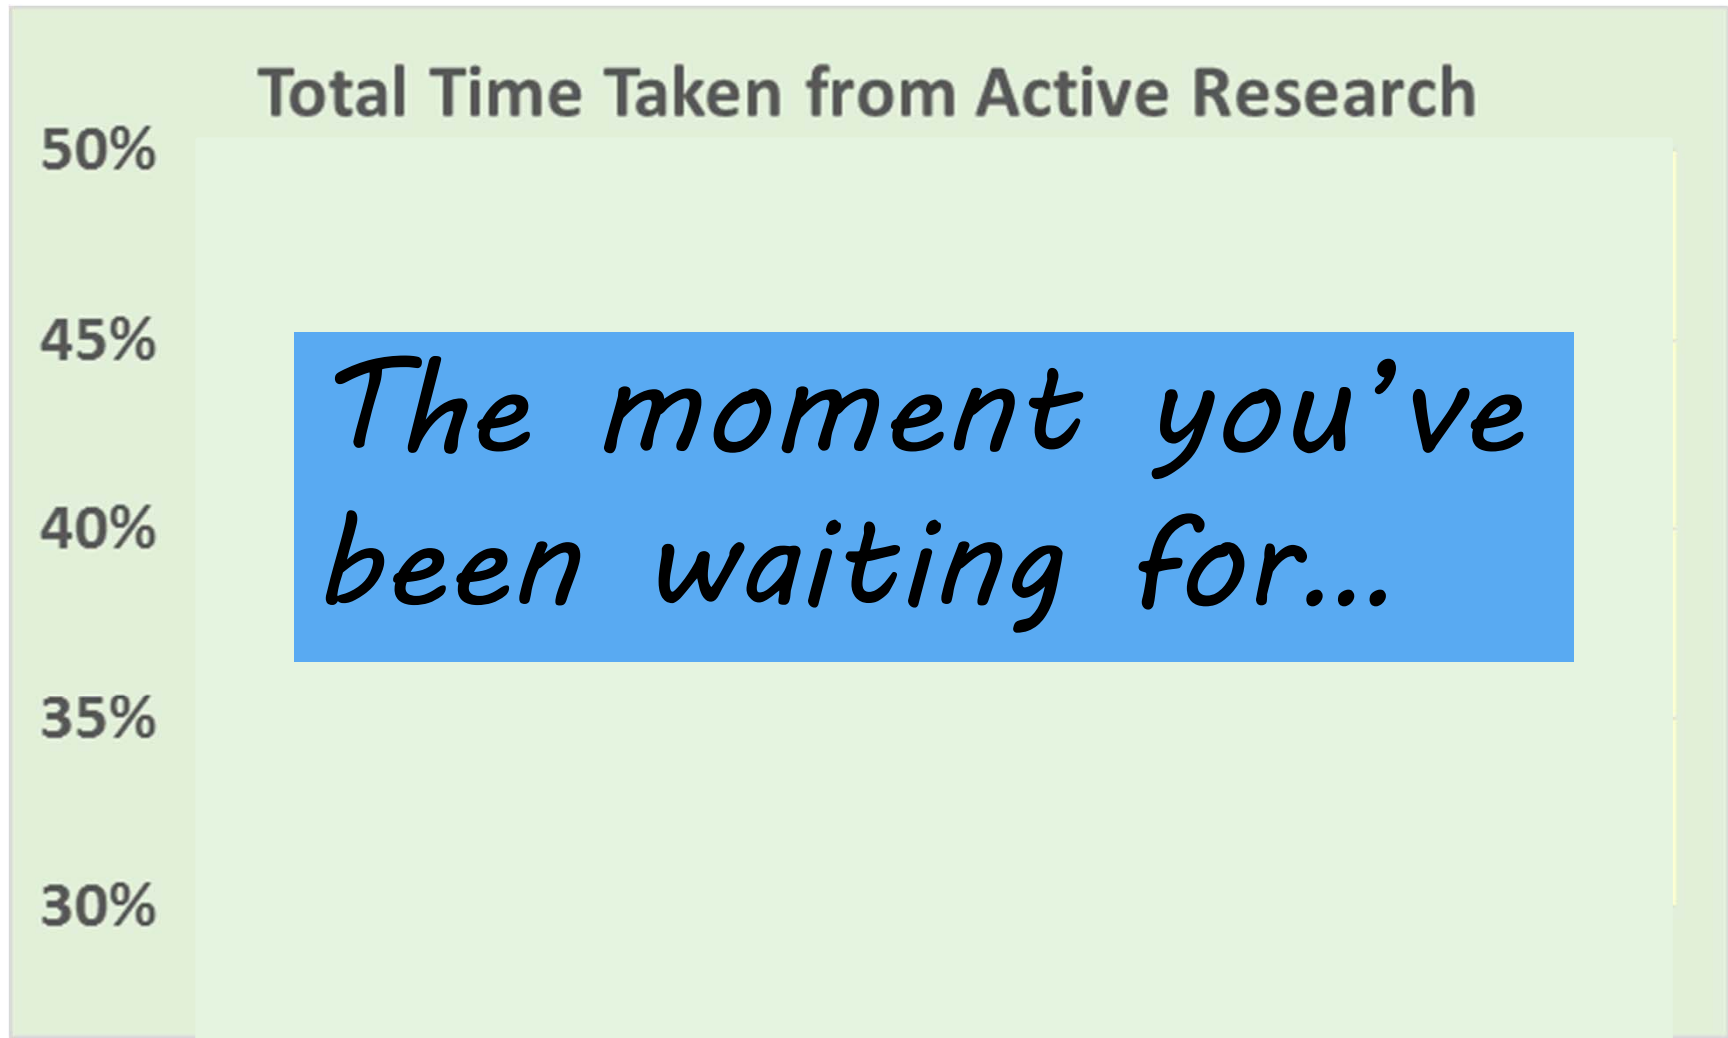 Total Time Taken from Active Research
50%
45%
The moment you’ve
been waiting for...
40%
35%
30%